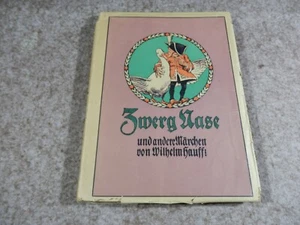 Zwerg Nase
und andere Märchen
von Wilhelm Hauff